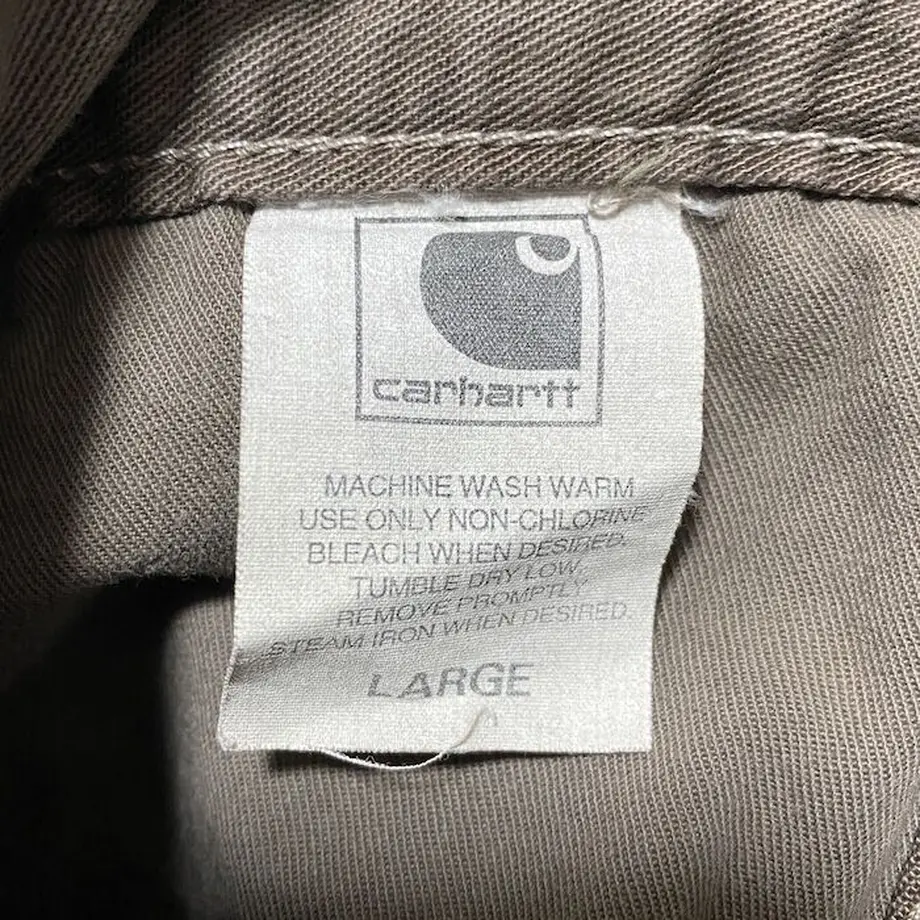 carhartt
MACHINE WASH WARM
USE ONLY NON-CHLORINE
BLEACH WHEN DESIRED.
TUMBLE DRY LOW,
REMOVE PROMPTLY
STEAM IRON WHEN DESIRED.
LARGE